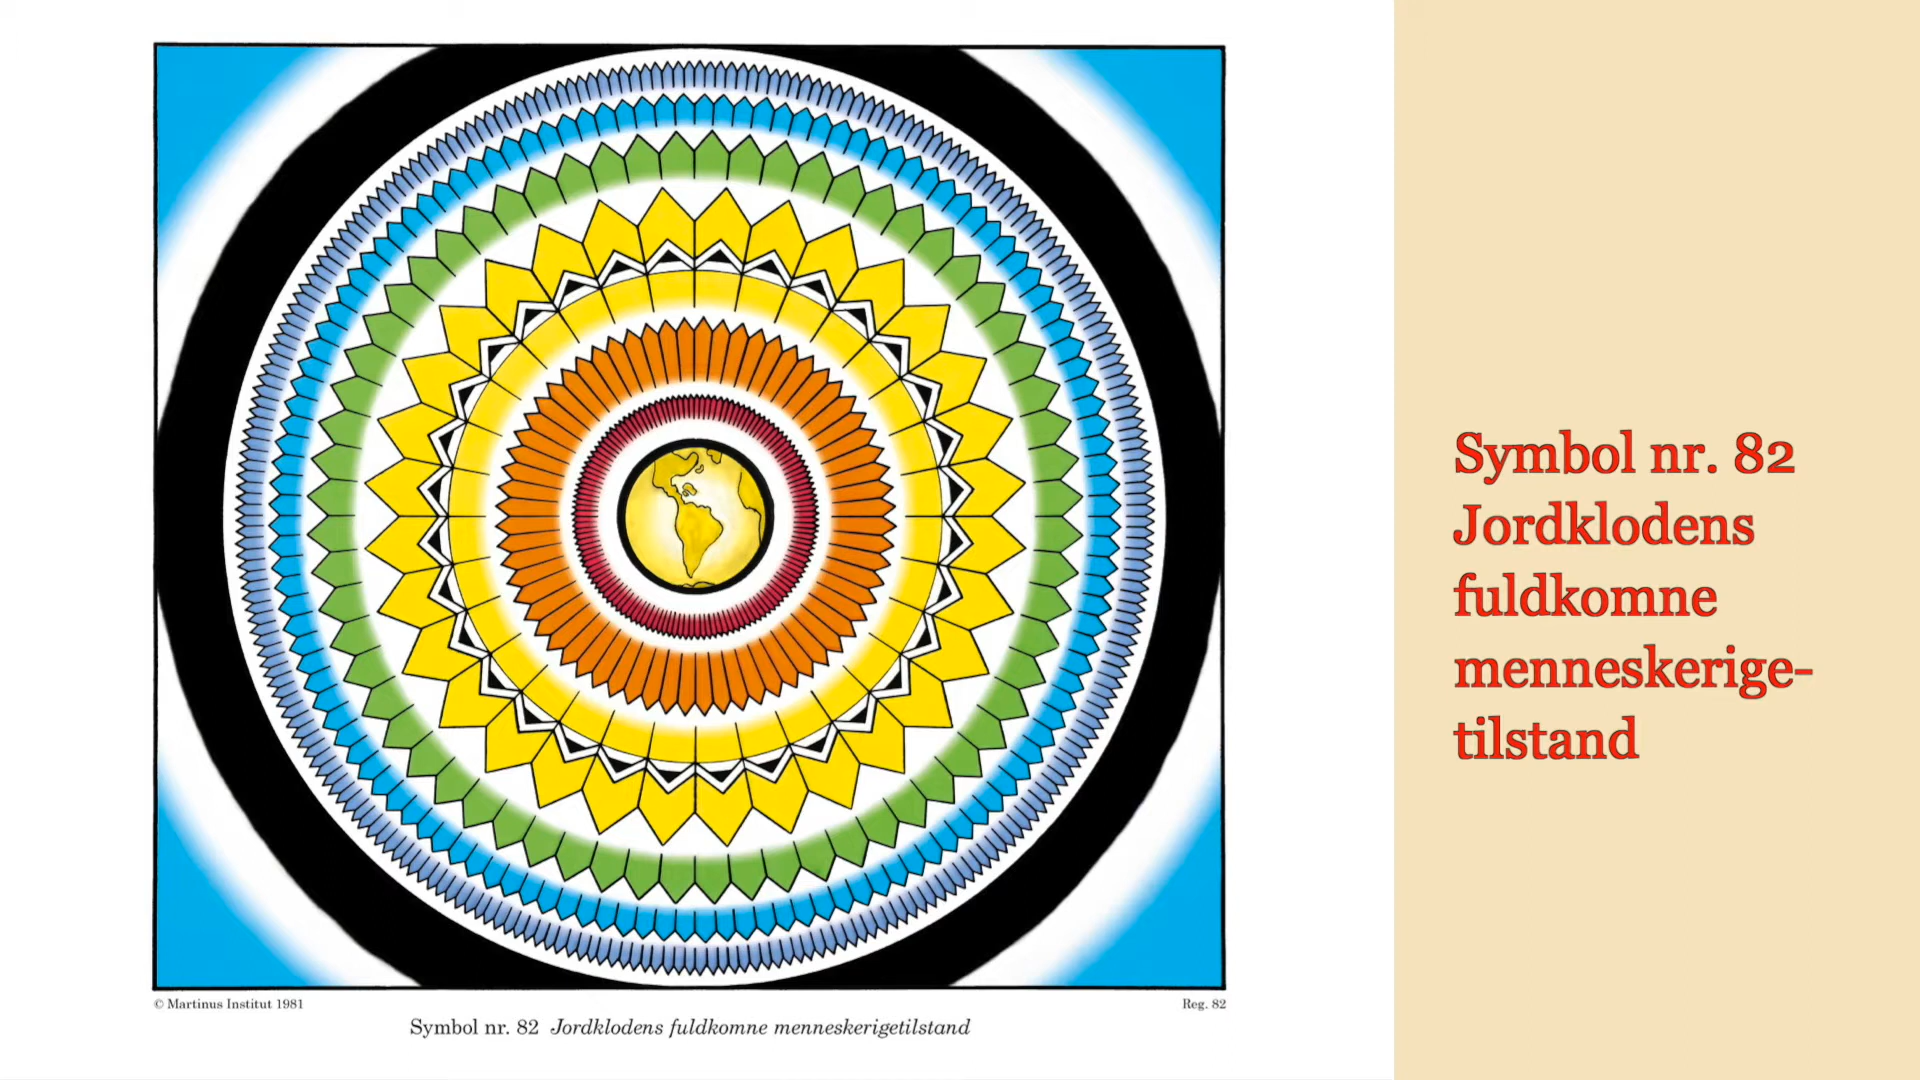 © Martinus Institut 1981
Reg. 82
Symbol nr. 82 Jordklodens fuldkomne menneskerigetilstand
Symbol nr. 82
Jordklodens
fuldkomne
menneskerige-
tilstand